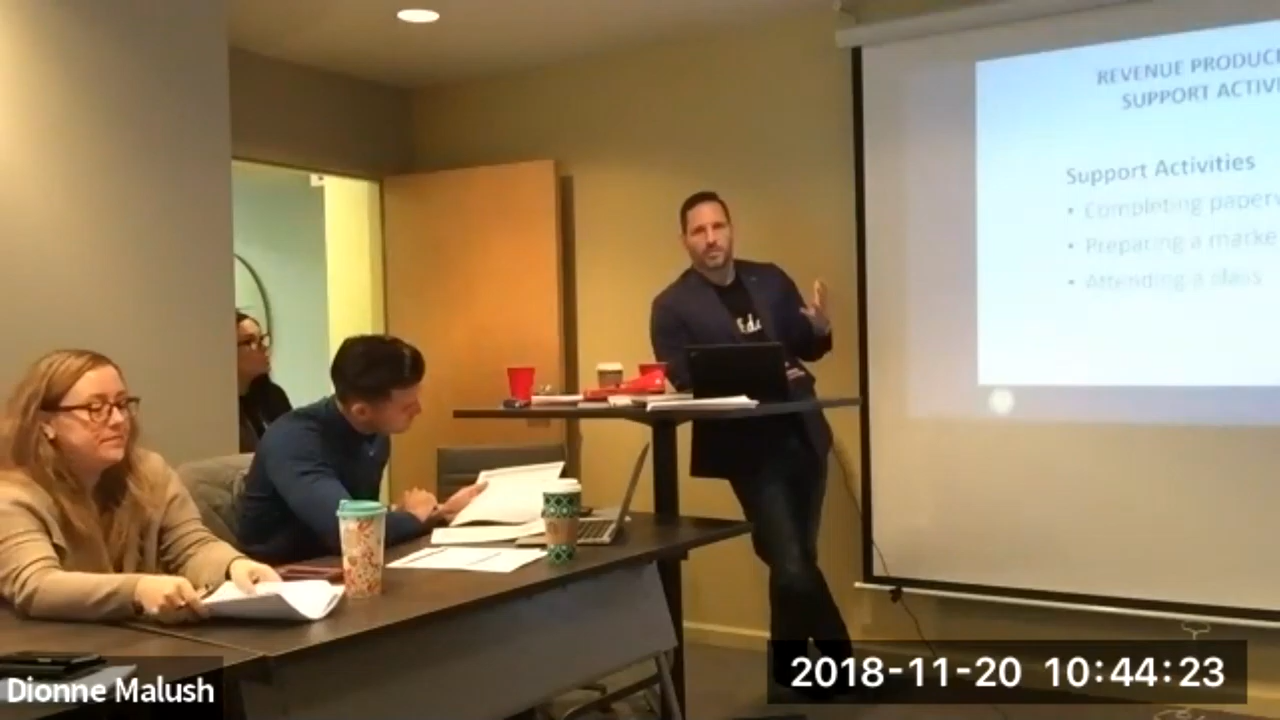 REVENUE PRODUC
SUPPORT ACTIVI
Support Activities
• Completing paperw
• Preparing a marke
• Attending a class
Dionne Malush
2018-11-20 10:44:23